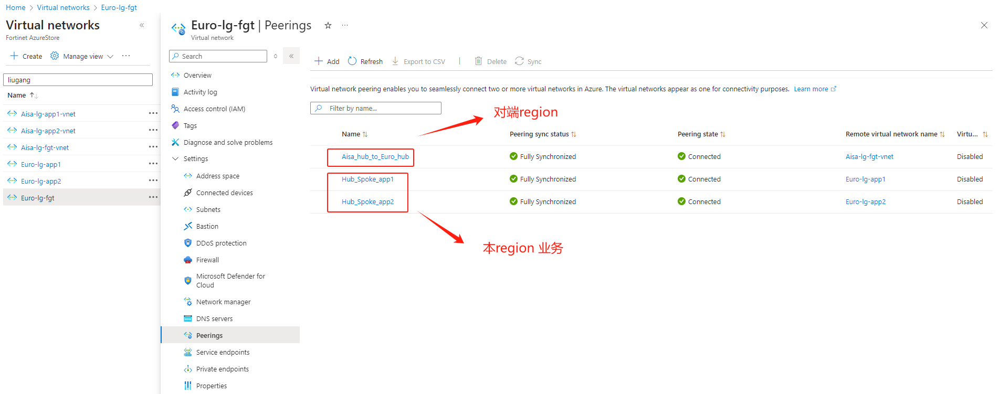 Home > Virtual networks > Euro-lg-fgt
Virtual networks «
Fortinet AzureStore
+ Create Manage view ···
liugang
Name ↑↓
Aisa-lg-app1-vnet ···
Aisa-lg-app2-vnet ···
Aisa-lg-fgt-vnet ···
Euro-lg-app1 ···
Euro-lg-app2 ···
Euro-lg-fgt ···
Euro-lg-fgt | Peerings ☆ ···
Virtual network
Search «
Overview
Activity log
Access control (IAM)
Tags
Diagnose and solve problems
Settings
Address space
Connected devices
Subnets
Bastion
DDoS protection
Firewall
Microsoft Defender for
Cloud
Network manager
DNS servers
Peerings
Service endpoints
Private endpoints
Properties
+ Add Refresh Export to CSV | Delete Sync
Virtual network peering enables you to seamlessly connect two or more virtual networks in Azure. The virtual networks appear as one for connectivity purposes. Learn more
Filter by name...
对端region
Name ↑↓ Peering sync status ↑↓ Peering state ↑↓ Remote virtual network name ↑↓ Virtu... ↑↓
Aisa_hub_to_Euro_hub Fully Synchronized Connected Aisa-lg-fgt-vnet Disabled
Hub_Spoke_app1 Fully Synchronized Connected Euro-lg-app1 Disabled
Hub_Spoke_app2 Fully Synchronized Connected Euro-lg-app2 Disabled
本region 业务